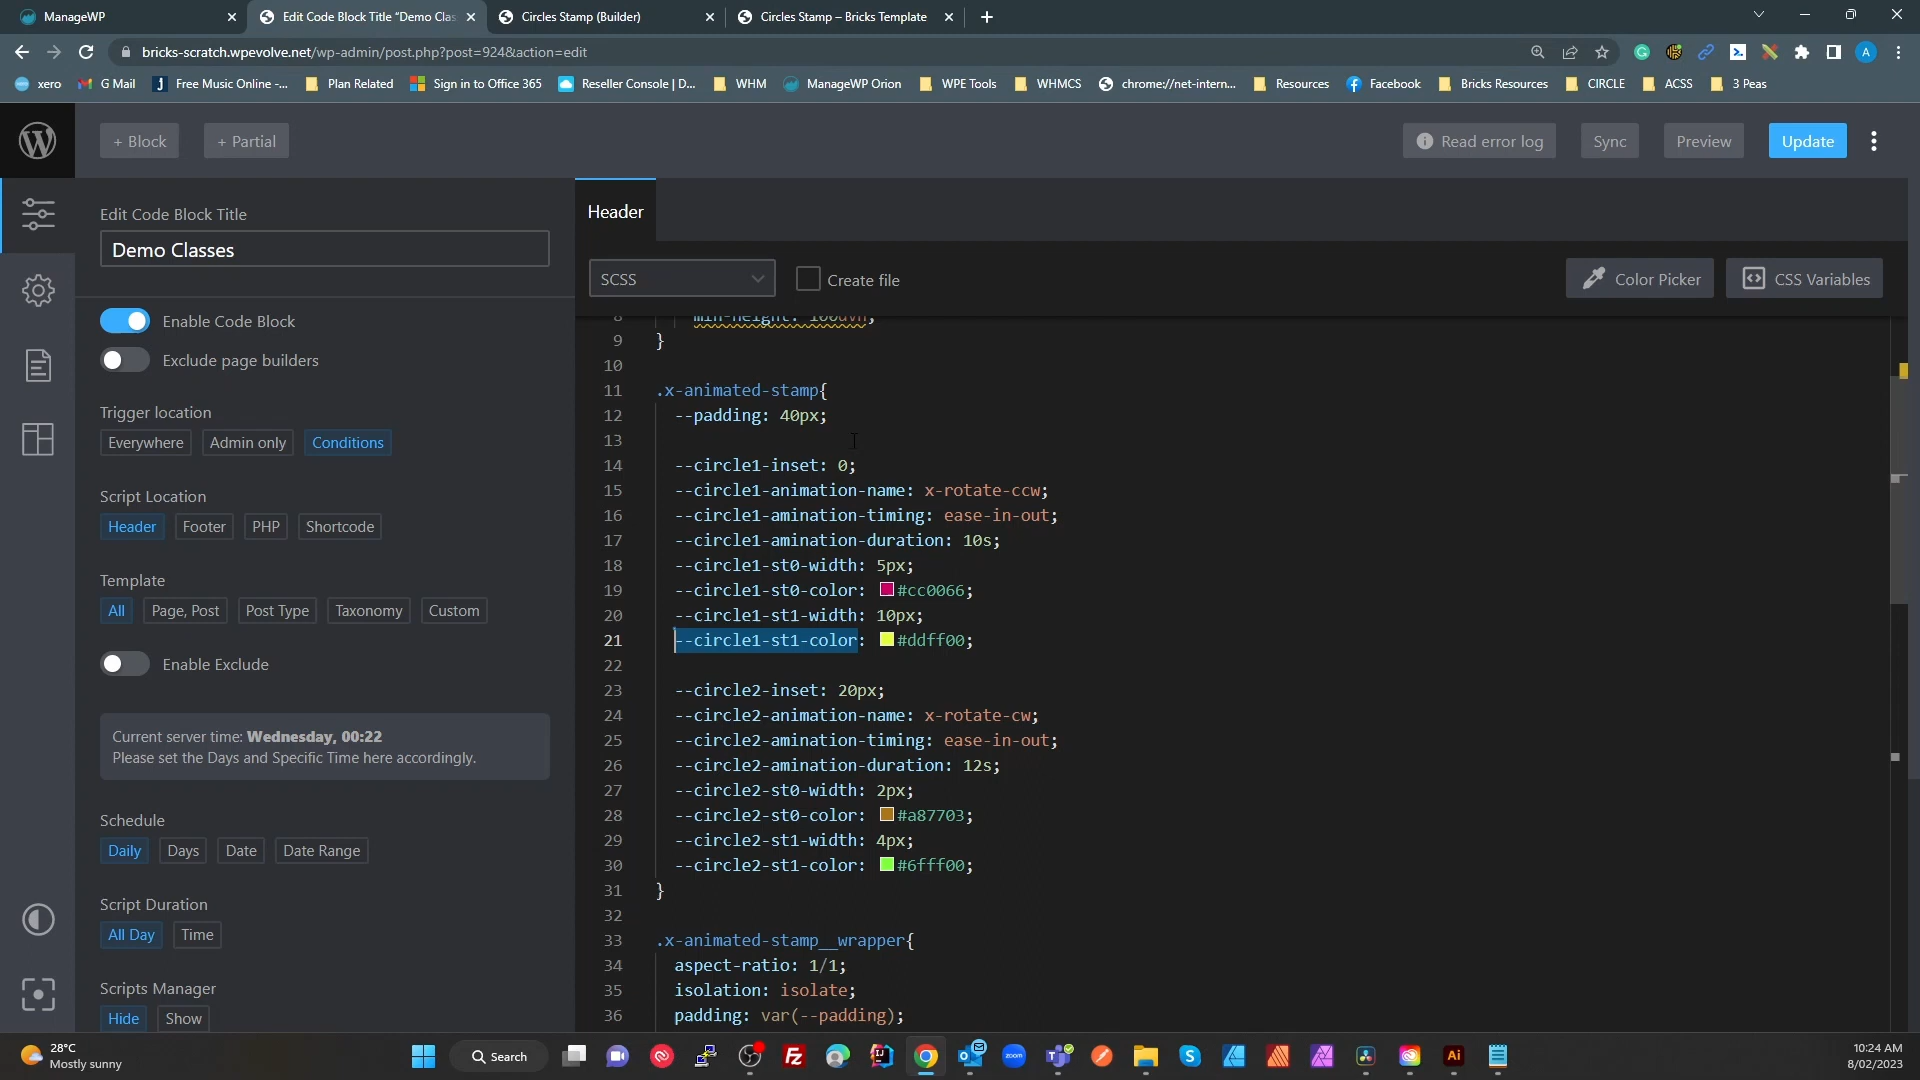 ManageWP
Edit Code Block Title "Demo Clas
Circles Stamp (Builder)
Circles Stamp – Bricks Template
bricks-scratch.wpevolve.net/wp-admin/post.php?post=924&action=edit
xero
G Mail
Free Music Online -...
Plan Related
Sign in to Office 365
Reseller Console | D...
WHM
ManageWP Orion
WPE Tools
WHMCS
chrome://net-intern...
Resources
Facebook
Bricks Resources
CIRCLE
ACSS
3 Peas
+ Block
+ Partial
Read error log
Sync
Preview
Update
Edit Code Block Title
Demo Classes
Enable Code Block
Exclude page builders
Trigger location
Everywhere
Admin only
Conditions
Script Location
Header
Footer
PHP
Shortcode
Template
All
Page, Post
Post Type
Taxonomy
Custom
Enable Exclude
Current server time: Wednesday, 00:22
Please set the Days and Specific Time here accordingly.
Schedule
Daily
Days
Date
Date Range
Script Duration
All Day
Time
Scripts Manager
Hide
Show
Header
SCSS
Create file
Color Picker
CSS Variables
8 min-height: 100dvh;
9 }
10
11 .x-animated-stamp{
12 --padding: 40px;
13
14 --circle1-inset: 0;
15 --circle1-animation-name: x-rotate-ccw;
16 --circle1-amination-timing: ease-in-out;
17 --circle1-amination-duration: 10s;
18 --circle1-st0-width: 5px;
19 --circle1-st0-color: #cc0066;
20 --circle1-st1-width: 10px;
21 --circle1-st1-color: #ddff00;
22
23 --circle2-inset: 20px;
24 --circle2-animation-name: x-rotate-cw;
25 --circle2-amination-timing: ease-in-out;
26 --circle2-amination-duration: 12s;
27 --circle2-st0-width: 2px;
28 --circle2-st0-color: #a87703;
29 --circle2-st1-width: 4px;
30 --circle2-st1-color: #6fff00;
31 }
32
33 .x-animated-stamp__wrapper{
34 aspect-ratio: 1/1;
35 isolation: isolate;
36 padding: var(--padding);
28°C
Mostly sunny
Search
zoom
Ai
10:24 AM
8/02/2023